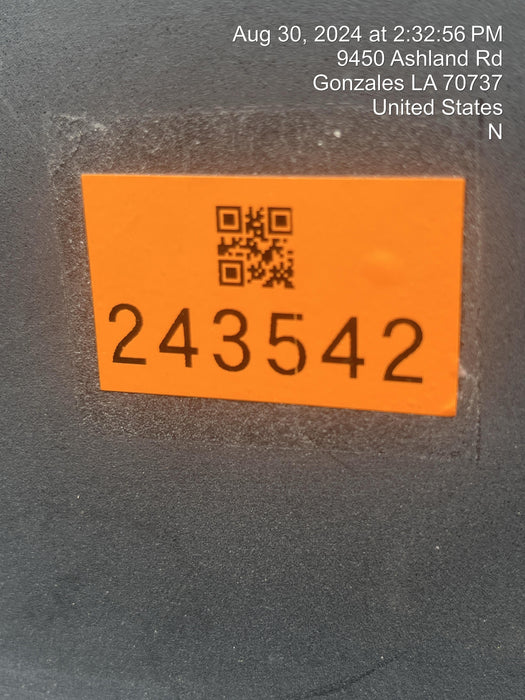 Aug 30, 2024 at 2:32:56 PM
9450 Ashland Rd
Gonzales LA 70737
United States
N
243542